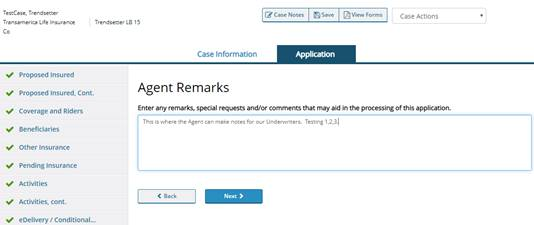 TestCase, Trendsetter
Transamerica Life Insurance Co
Trendsetter LB 15
Case Notes
Save
View Forms
Case Actions
Case Information
Application
Proposed Insured
Proposed Insured, Cont.
Coverage and Riders
Beneficiaries
Other Insurance
Pending Insurance
Activities
Activities, cont.
eDelivery / Conditional...
Agent Remarks
Enter any remarks, special requests and/or comments that may aid in the processing of this application.
This is where the Agent can make notes for our Underwriters. Testing 1,2,3.
Back
Next